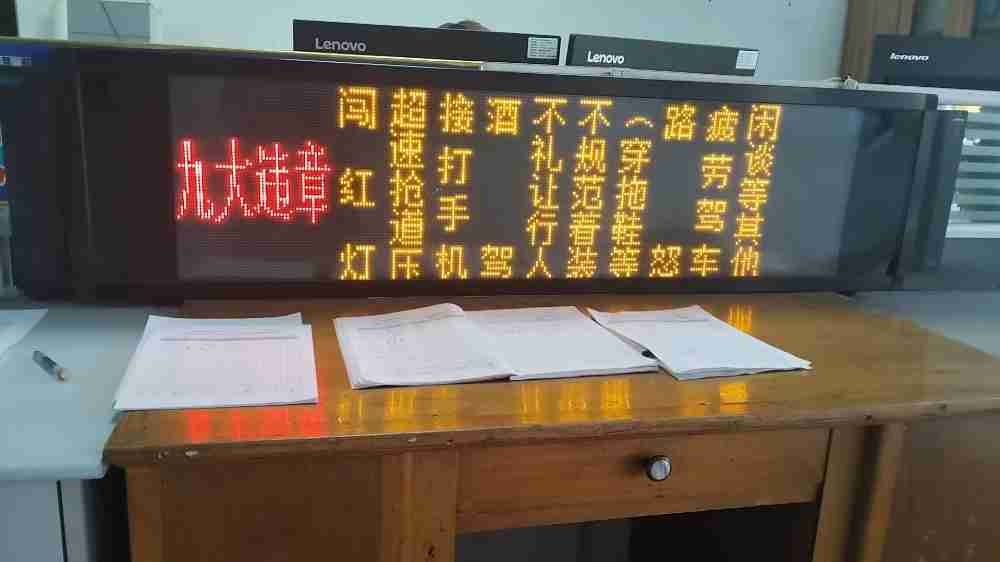 Lenovo
Lenovo
lenovo
九大违章
闯红灯
超速抢道压
接打手机
酒驾
不礼让行人
不规范着装
（穿拖鞋等
路怒
疲劳驾车
闲谈等其他